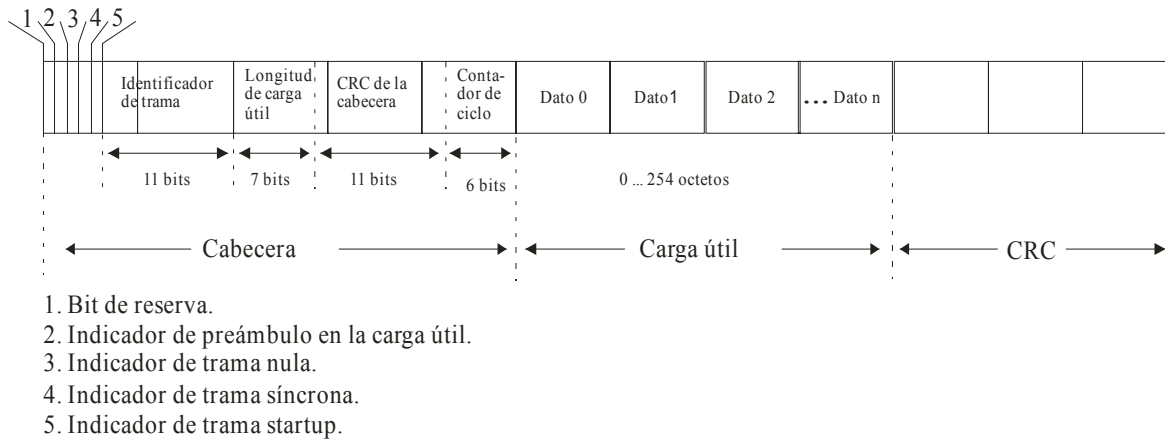 1 2 3 4 5
Identificador
de trama
Longitud
de carga
útil
CRC de la
cabecera
Conta-
dor de
ciclo
Dato 0
Dato1
Dato 2
... Dato n
11 bits
7 bits
11 bits
6 bits
0 ... 254 octetos
Cabecera
Carga útil
CRC
1. Bit de reserva.
2. Indicador de preámbulo en la carga útil.
3. Indicador de trama nula.
4. Indicador de trama síncrona.
5. Indicador de trama startup.